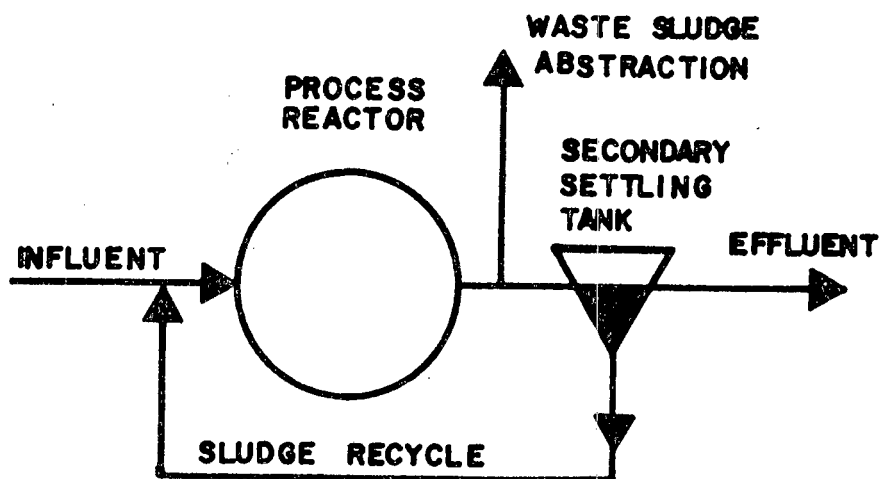 WASTE SLUDGE
ABSTRACTION
PROCESS
REACTOR
SECONDARY
SETTLING
TANK
INFLUENT
EFFLUENT
SLUDGE RECYCLE